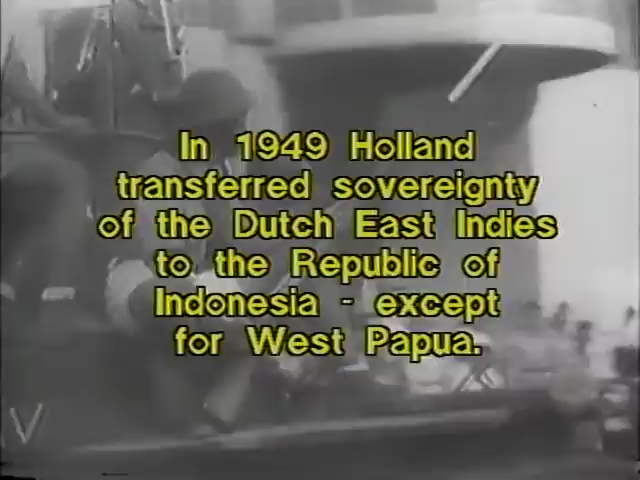 In 1949 Holland
transferred sovereignty
of the Dutch East Indies
to the Republic of
Indonesia - except
for West Papua.
V